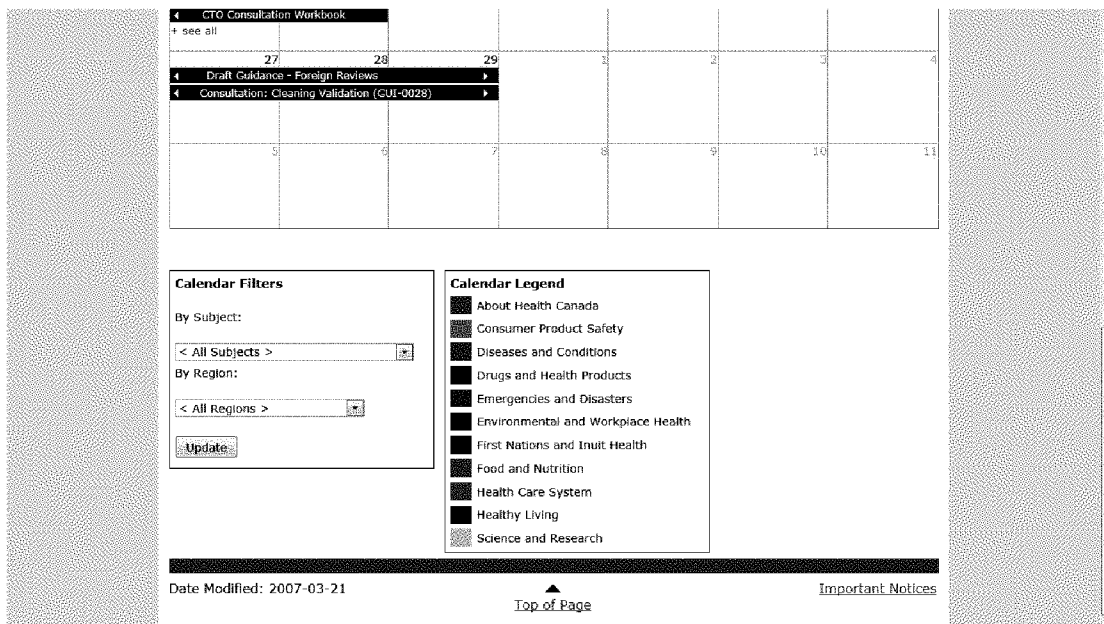 CTO Consultation Workbook
+ see all
27 28 29 1 2 3 4
Draft Guidance - Foreign Reviews
Consultation: Cleaning Validation (GUI-0028)
5 6 7 8 9 10 11
Calendar Filters
By Subject:
< All Subjects >
By Region:
< All Regions >
Update
Calendar Legend
About Health Canada
Consumer Product Safety
Diseases and Conditions
Drugs and Health Products
Emergencies and Disasters
Environmental and Workplace Health
First Nations and Inuit Health
Food and Nutrition
Health Care System
Healthy Living
Science and Research
Date Modified: 2007-03-21
Top of Page
Important Notices